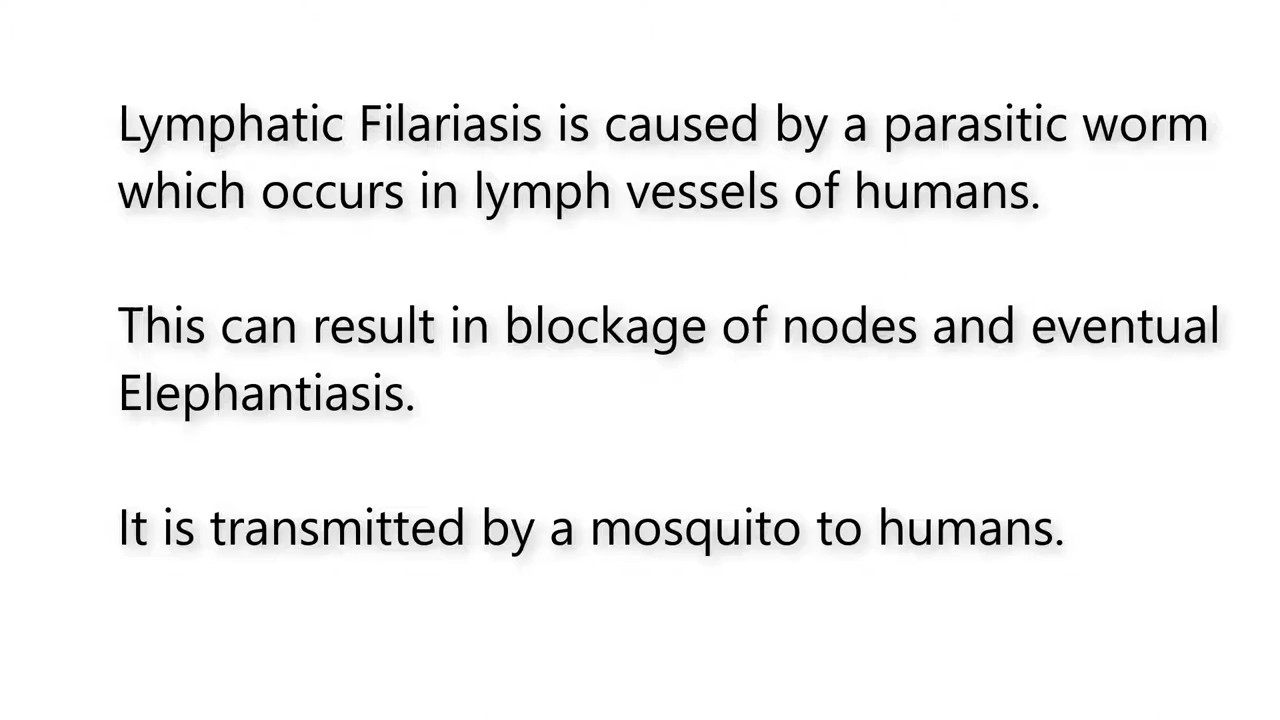 Lymphatic Filariasis is caused by a parasitic worm
which occurs in lymph vessels of humans.
This can result in blockage of nodes and eventual
Elephantiasis.
It is transmitted by a mosquito to humans.